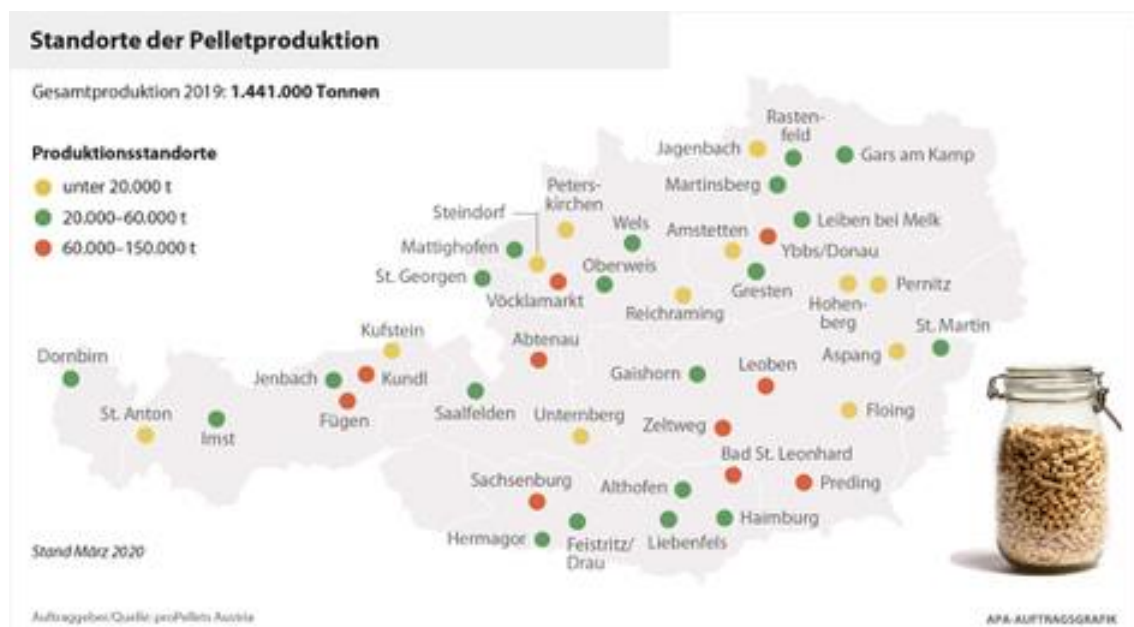 Standorte der Pelletproduktion
Gesamtproduktion 2019: 1.441.000 Tonnen
Produktionsstandorte
unter 20.000 t
20.000–60.000 t
60.000–150.000 t
Rasten-
feld
Jagenbach
Gars am Kamp
Martinsberg
Peters-
kirchen
Steindorf
Wels
Amstetten
Leiben bei Melk
Mattighofen
Ybbs/Donau
St. Georgen
Oberweis
Gresten
Vöcklamarkt
Reichraming
Hohen-
berg
Pernitz
St. Martin
Kufstein
Abtenau
Aspang
Dornbirn
Jenbach
Kundl
Gaishorn
Leoben
St. Anton
Imst
Fügen
Saalfelden
Unternberg
Zeltweg
Floing
Bad St. Leonhard
Sachsenburg
Althofen
Preding
Hermagor
Feistritz/
Drau
Liebenfels
Haimburg
Stand März 2020
Auftraggeber/Quelle: proPellets Austria
APA-AUFTRAGSGRAFIK